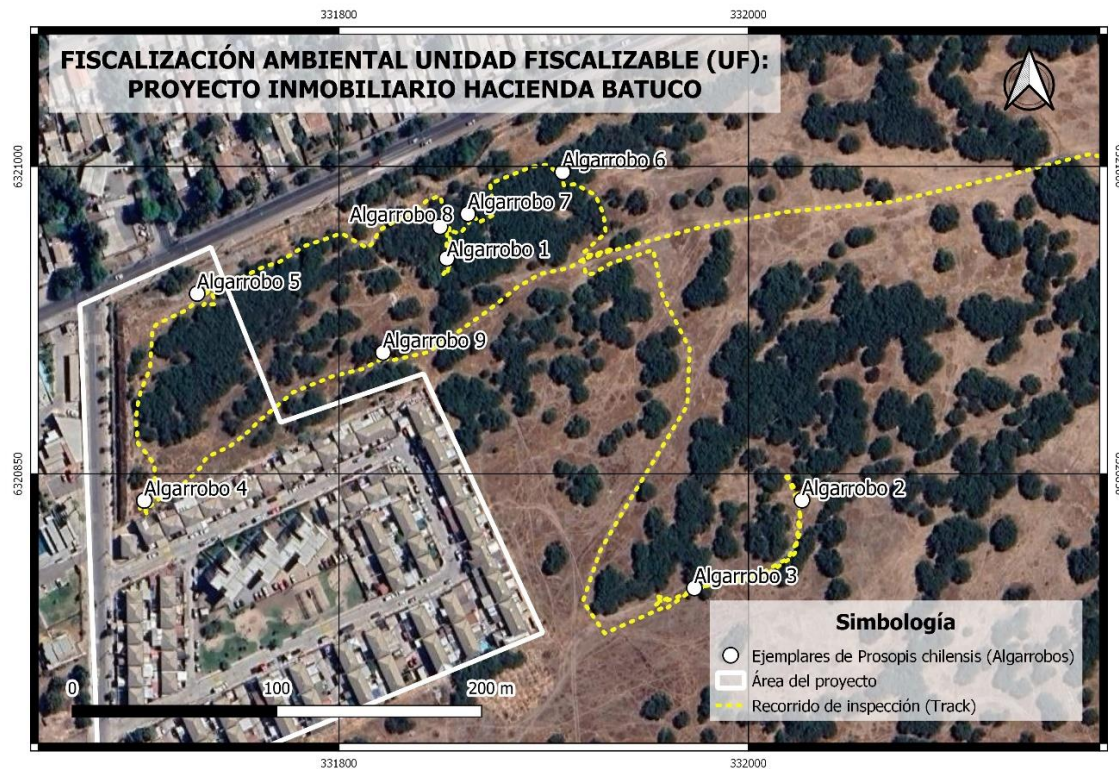 331800
332000
FISCALIZACIÓN AMBIENTAL UNIDAD FISCALIZABLE (UF):
PROYECTO INMOBILIARIO HACIENDA BATUCO
6321000
6321000
Algarrobo 6
Algarrobo 7
Algarrobo 8
Algarrobo 1
Algarrobo 5
Algarrobo 9
6320850
6320850
Algarrobo 4
Algarrobo 2
Algarrobo 3
Simbología
Ejemplares de Prosopis chilensis (Algarrobos)
Área del proyecto
Recorrido de inspección (Track)
0
100
200 m
331800
332000